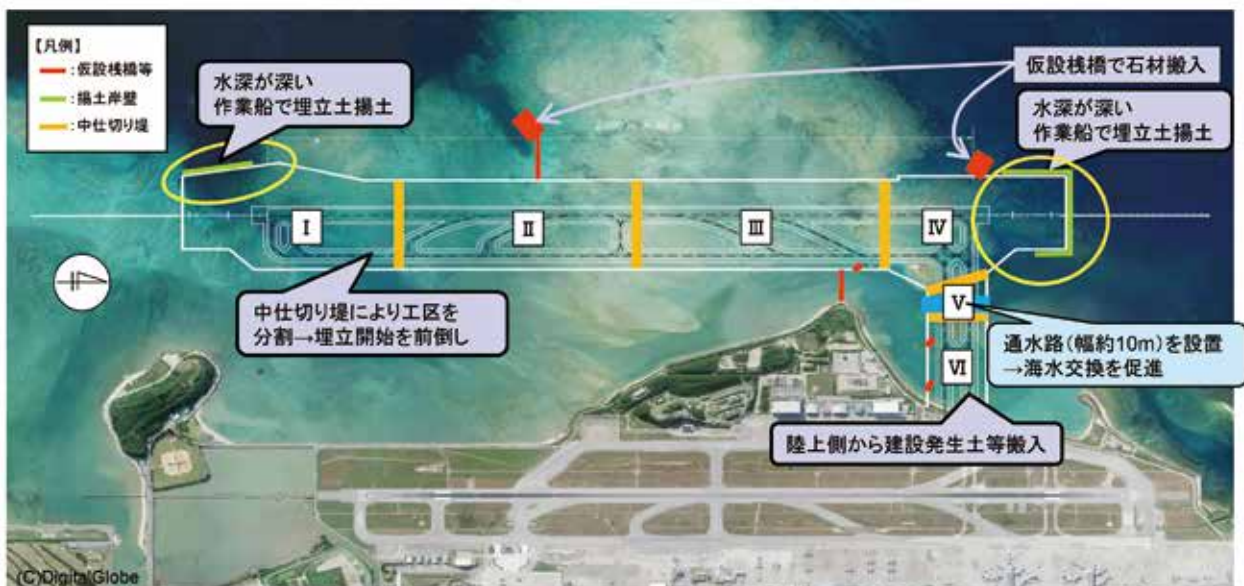 【凡例】
:仮設桟橋等
:揚土岸壁
:中仕切り堤
水深が深い
作業船で埋立土揚土
仮設桟橋で石材搬入
水深が深い
作業船で埋立土揚土
I
II
III
IV
V
VI
中仕切り堤により工区を
分割→埋立開始を前倒し
通水路(幅約10m)を設置
→海水交換を促進
陸上側から建設発生土等搬入
(C)DigitalGlobe